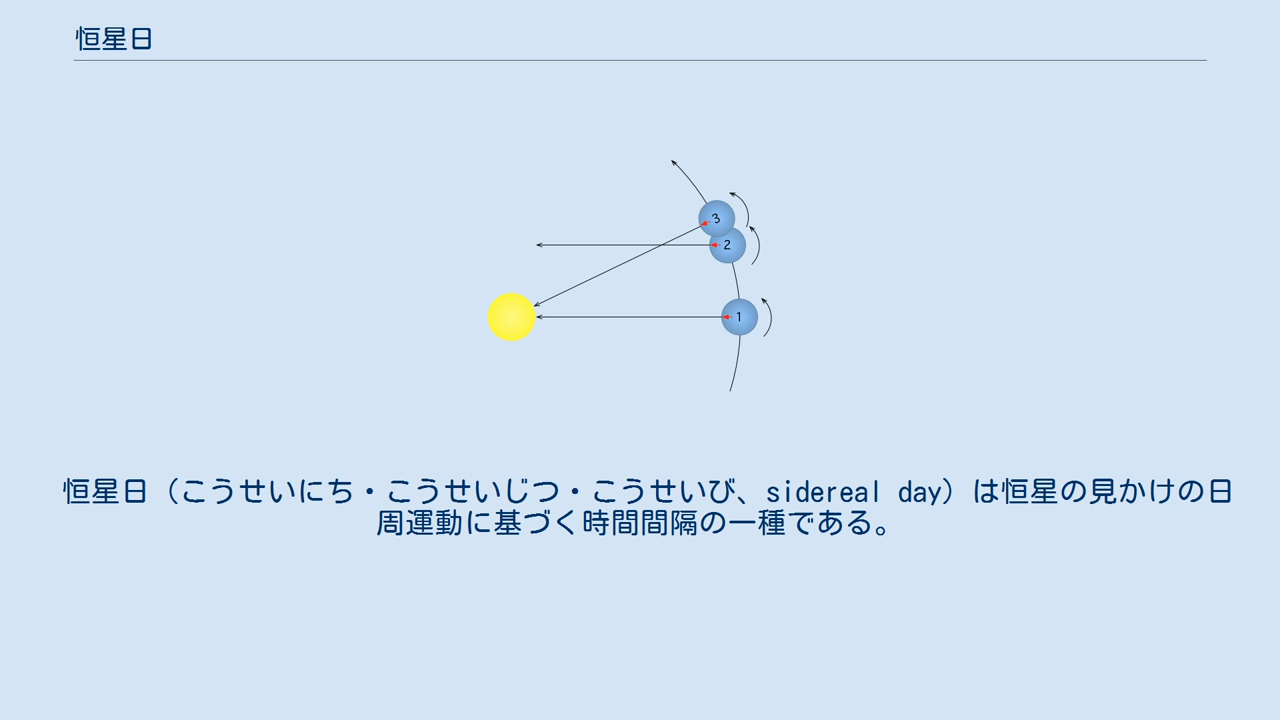 恒星日
3
2
1
恒星日（こうせいにち・こうせいじつ・こうせいび、sidereal day）は恒星の見かけの日
周運動に基づく時間間隔の一種である。